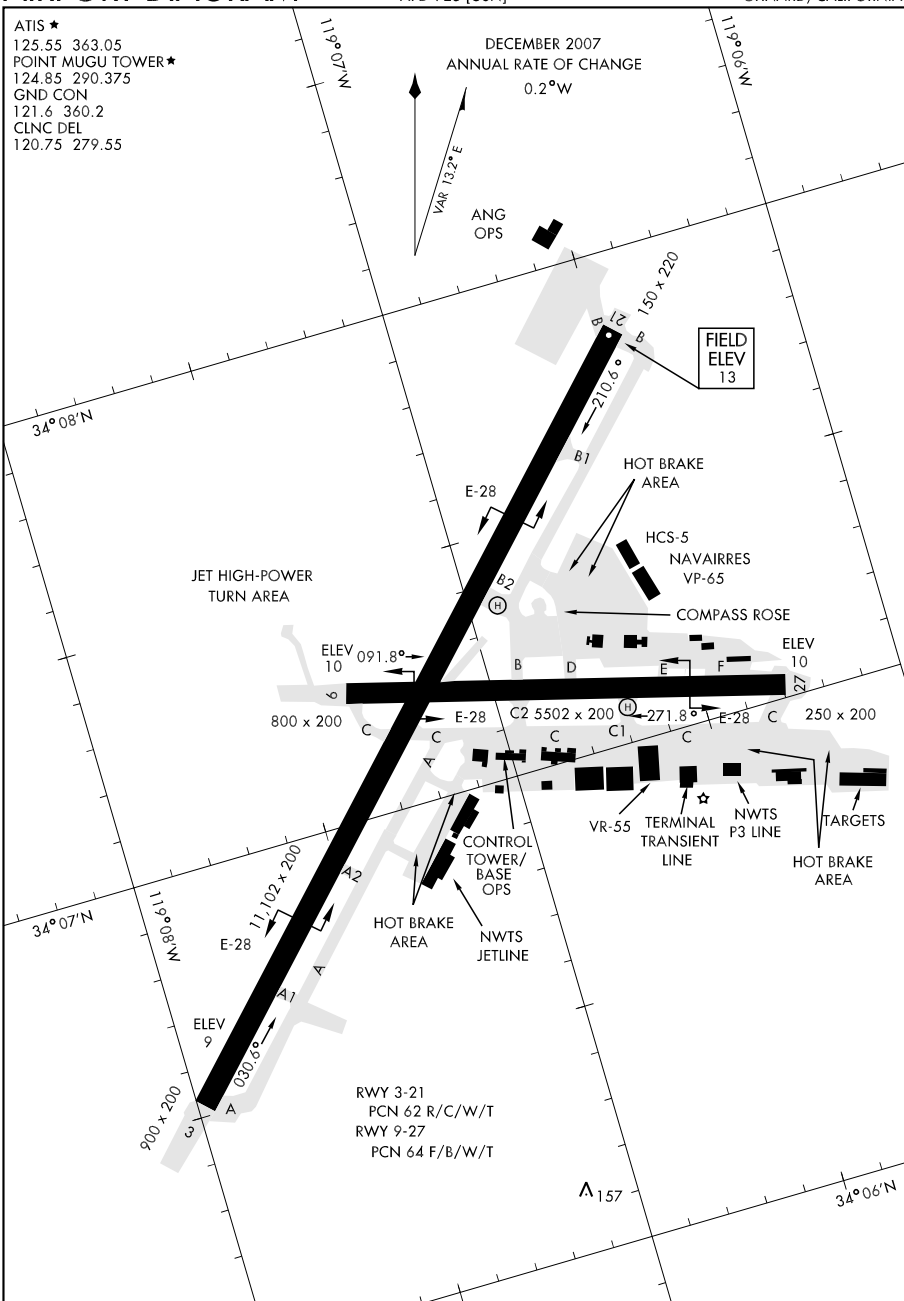 ATIS ★
125.55 363.05
POINT MUGU TOWER ★
124.85 290.375
GND CON
121.6 360.2
CLNC DEL
120.75 279.55
119° 07'W
DECEMBER 2007
ANNUAL RATE OF CHANGE
0.2° W
119° 06'W
VAR 13.2° E
ANG
OPS
150 x 220
B
21
B
FIELD
ELEV
13
210.6°
34° 08'N
B1
HOT BRAKE
AREA
E-28
HCS-5
NAVAIRRES
VP-65
JET HIGH-POWER
TURN AREA
B2
H
COMPASS ROSE
ELEV
10
091.8°
B
D
E
F
ELEV
10
9
27
800 x 200
C
C
E-28
C2
5502 x 200
H
271.8°
E-28
C
250 x 200
C
C1
C
A
VR-55
TERMINAL
TRANSIENT
LINE
NWTS
P3 LINE
TARGETS
HOT BRAKE
AREA
CONTROL
TOWER/
BASE
OPS
11,102 x 200
A2
HOT BRAKE
AREA
NWTS
JETLINE
34° 07'N
119° 08'W
E-28
A
A1
ELEV
9
030.6°
900 x 200
3
A
RWY 3-21
PCN 62 R/C/W/T
RWY 9-27
PCN 64 F/B/W/T
157
34° 06'N